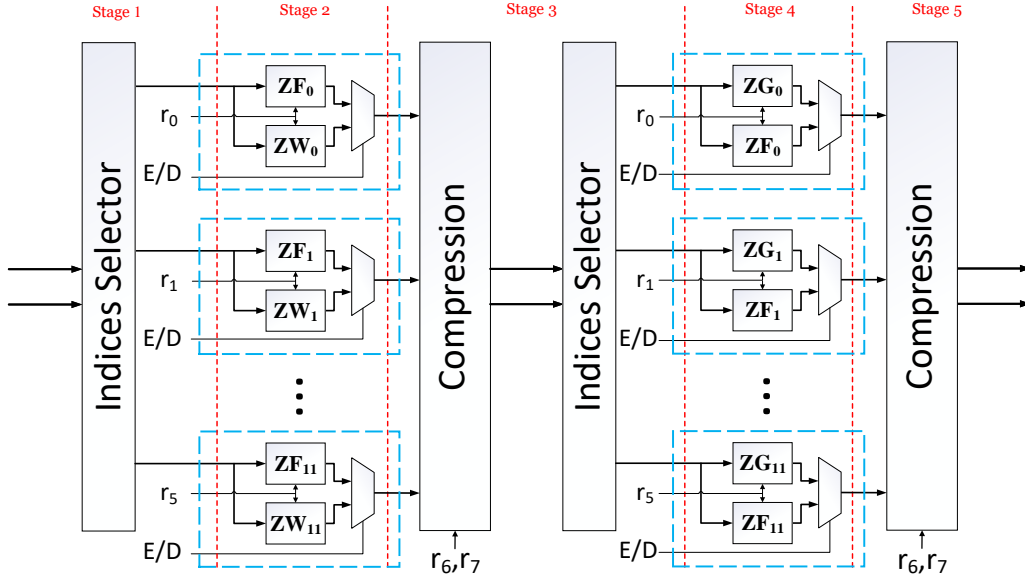 Stage 1
Stage 2
Stage 3
Stage 4
Stage 5
Indices Selector
ZF0
r0
ZW0
E/D
ZF1
r1
ZW1
E/D
ZF11
r5
ZW11
E/D
Compression
r6,r7
Indices Selector
ZG0
r0
ZF0
E/D
ZG1
r1
ZF1
E/D
ZG11
r5
ZF11
E/D
Compression
r6,r7